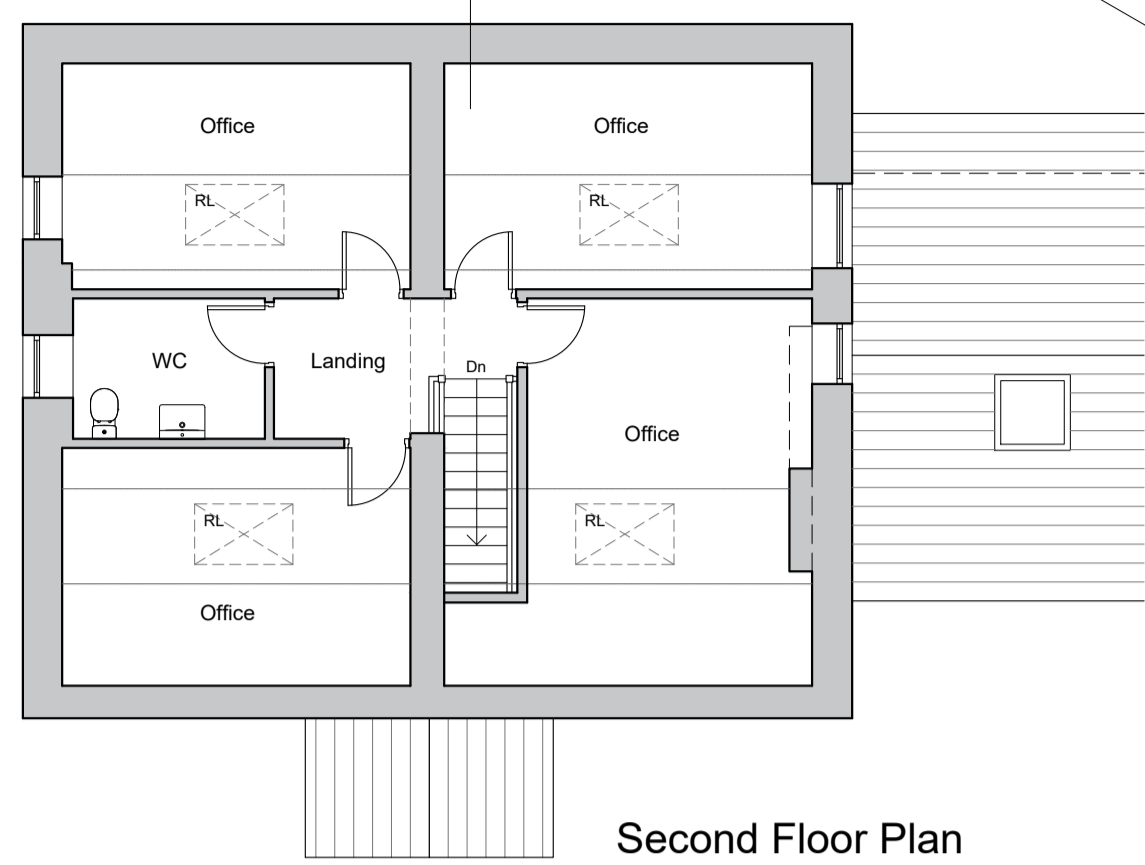 Office
Office
RL
RL
WC
Landing
Dn
Office
RL
RL
Office
Second Floor Plan